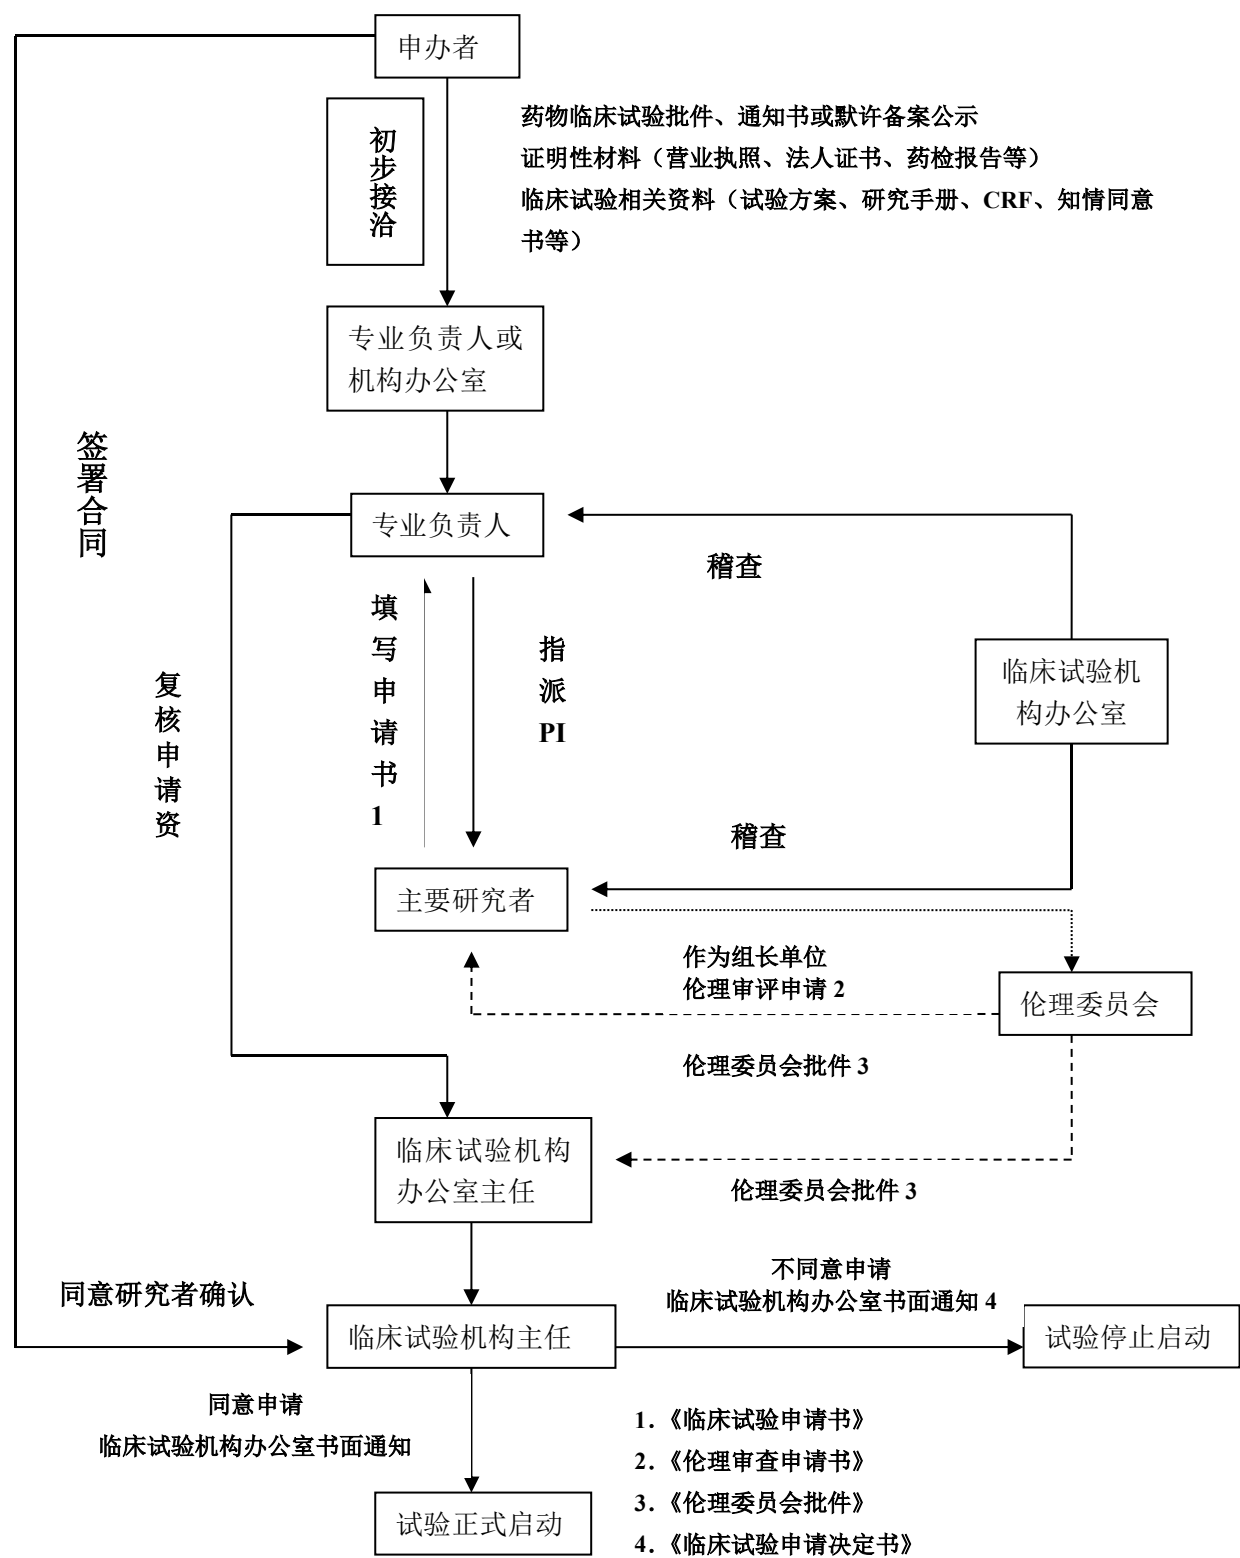 申办者
初步接洽
药物临床试验批件、通知书或默许备案公示
证明性材料（营业执照、法人证书、药检报告等）
临床试验相关资料（试验方案、研究手册、CRF、知情同意
书等）
专业负责人或
机构办公室
签署合同
专业负责人
稽查
填写申请书1
指派PI
临床试验机
构办公室
复核申请资
稽查
主要研究者
作为组长单位
伦理审评申请 2
伦理委员会
伦理委员会批件 3
临床试验机构
办公室主任
伦理委员会批件 3
同意研究者确认
不同意申请
临床试验机构办公室书面通知 4
临床试验机构主任
试验停止启动
同意申请
临床试验机构办公室书面通知
1.《临床试验申请书》
2.《伦理审查申请书》
3.《伦理委员会批件》
4.《临床试验申请决定书》
试验正式启动